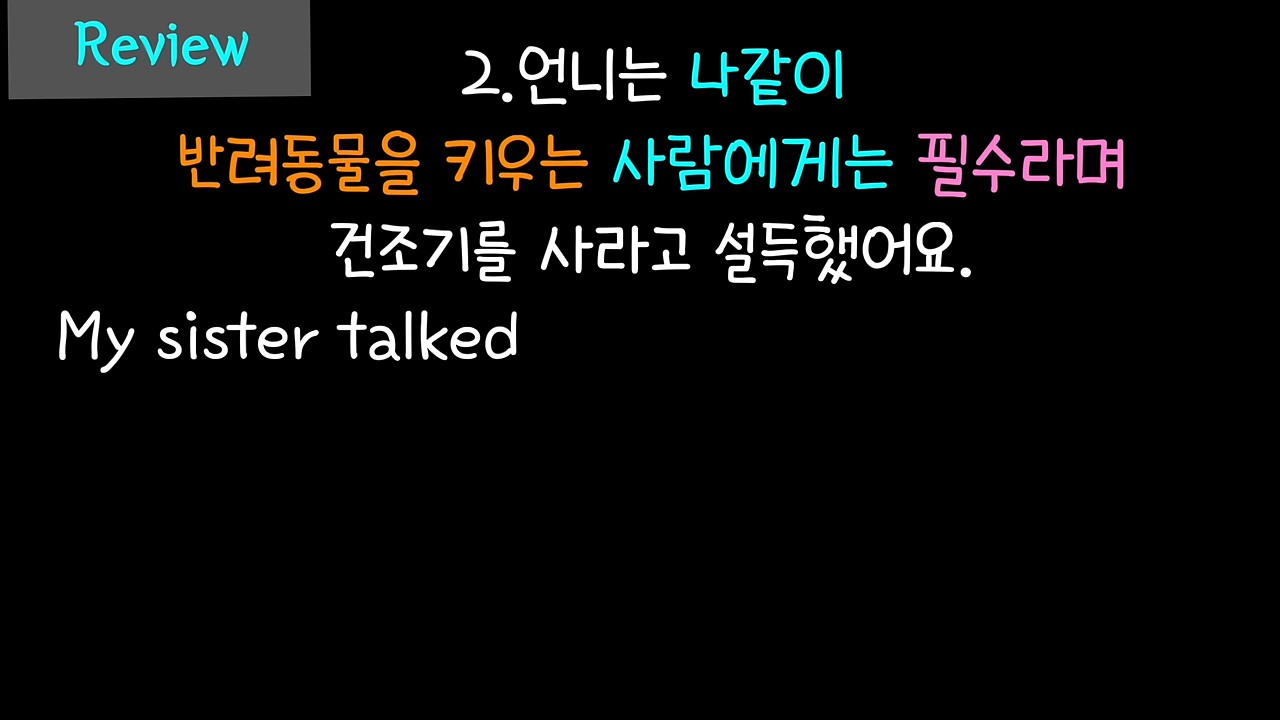 Review
2.언니는 나같이
반려동물을 키우는 사람에게는 필수라며
건조기를 사라고 설득했어요.
My sister talked